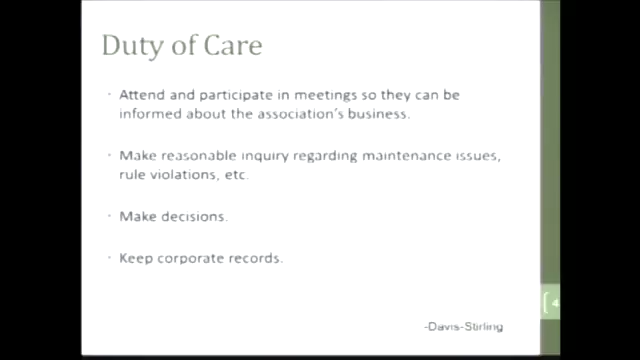 Duty of Care
· Attend and participate in meetings so they can be
informed about the association's business.
· Make reasonable inquiry regarding maintenance issues,
rule violations, etc.
· Make decisions.
· Keep corporate records.
-Davis-Stirling
4